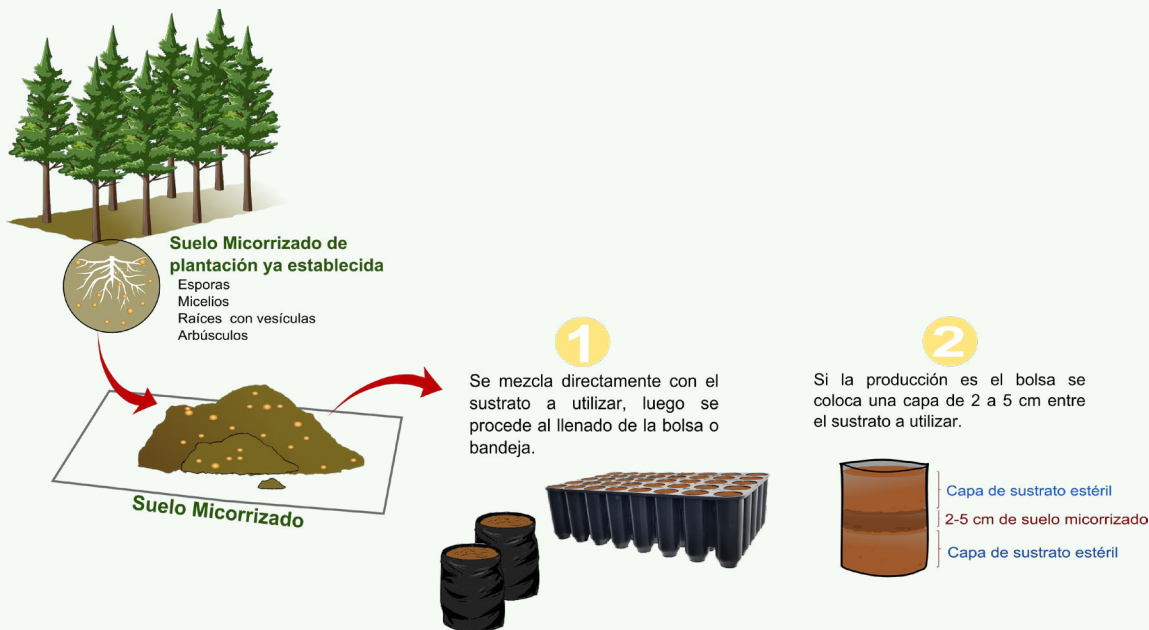 Suelo Micorrizado de
plantación ya establecida
Esporas
Micelios
Raíces con vesículas
Arbúsculos
Suelo Micorrizado
1
Se mezcla directamente con el
sustrato a utilizar, luego se
procede al llenado de la bolsa o
bandeja.
2
Si la producción es el bolsa se
coloca una capa de 2 a 5 cm entre
el sustrato a utilizar.
Capa de sustrato estéril
2-5 cm de suelo micorrizado
Capa de sustrato estéril